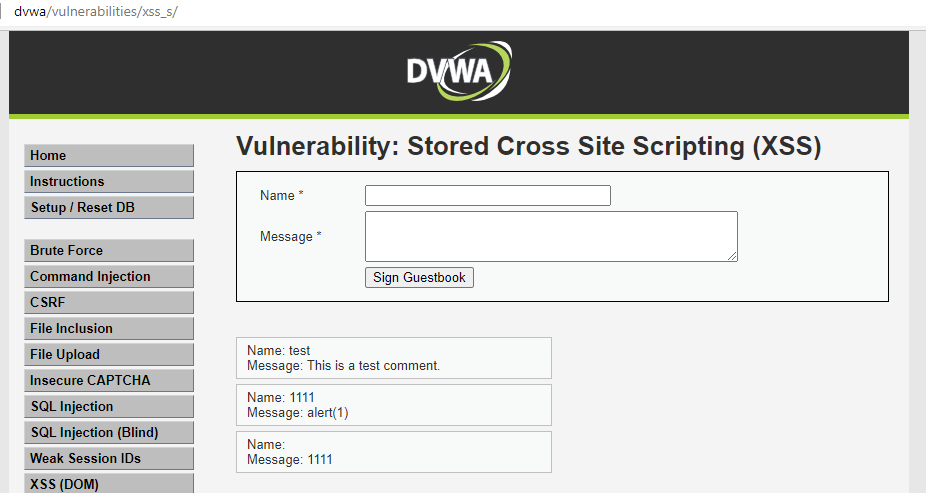 dvwa/vulnerabilities/xss_s/
DVWA
Home
Instructions
Setup / Reset DB
Brute Force
Command Injection
CSRF
File Inclusion
File Upload
Insecure CAPTCHA
SQL Injection
SQL Injection (Blind)
Weak Session IDs
XSS (DOM)
Vulnerability: Stored Cross Site Scripting (XSS)
Name *
Message *
Sign Guestbook
Name: test
Message: This is a test comment.
Name: 1111
Message: alert(1)
Name:
Message: 1111